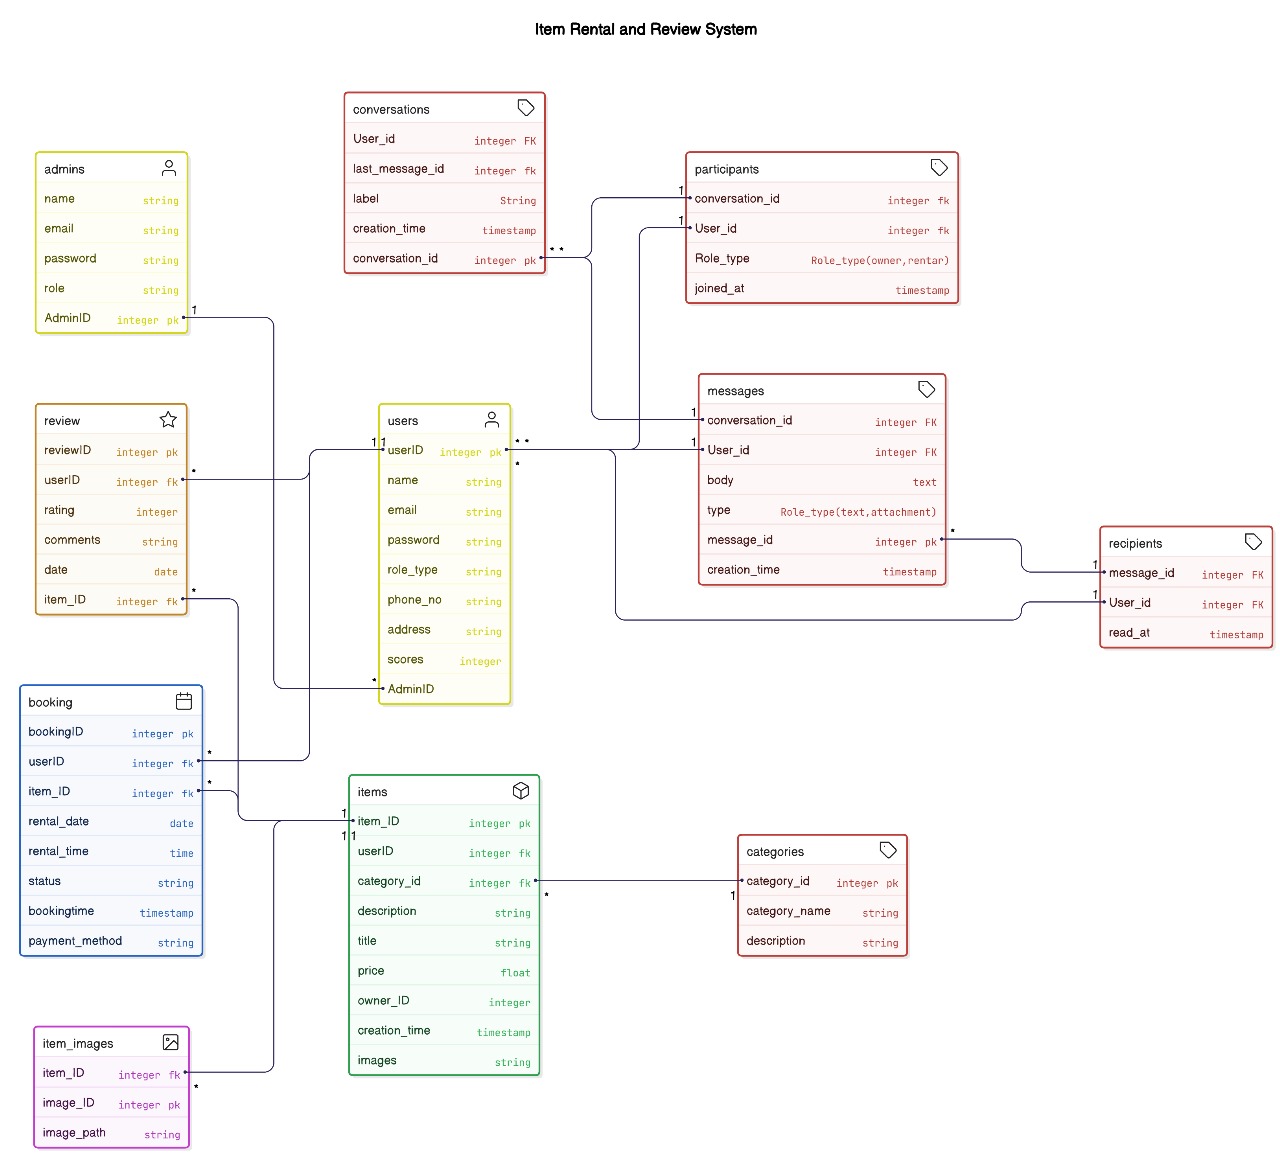 Item Rental and Review System
conversations
User_id integer FK
last_message_id integer fk
label String
creation_time timestamp
conversation_id integer pk
* *
admins
name string
email string
password string
role string
AdminID integer pk
1
participants
1 conversation_id integer fk
1 User_id integer fk
Role_type Role_type(owner,rentar)
joined_at timestamp
review
reviewID integer pk
userID integer fk *
rating integer
comments string
date date
item_ID integer fk *
users
1 1 userID integer pk * *
*
name string
email string
password string
role_type string
phone_no string
address string
scores integer
* AdminID
messages
1 conversation_id integer FK
1 User_id integer FK
body text
type Role_type(text,attachment)
message_id integer pk *
creation_time timestamp
recipients
1 message_id integer FK
1 User_id integer FK
read_at timestamp
booking
bookingID integer pk
userID integer fk *
item_ID integer fk *
rental_date date
rental_time time
status string
bookingtime timestamp
payment_method string
items
1 item_ID integer pk
1 1
userID integer fk
category_id integer fk
*
description string
title string
price float
owner_ID integer
creation_time timestamp
images string
categories
category_id integer pk
1
category_name string
description string
item_images
item_ID integer fk
*
image_ID integer pk
image_path string